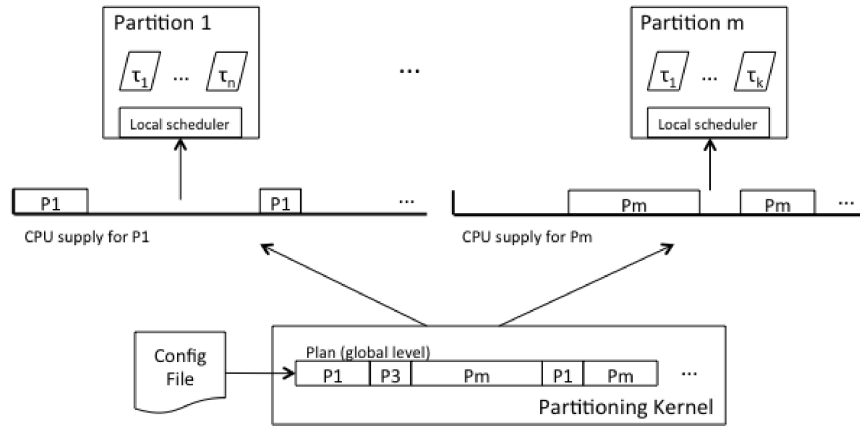 Partition 1
τ1 ... τn
Local scheduler
...
Partition m
τ1 ... τk
Local scheduler
P1 P1 ...
CPU supply for P1
Pm Pm ...
CPU supply for Pm
Config
File
Plan (global level)
P1 P3 Pm P1 Pm ...
Partitioning Kernel